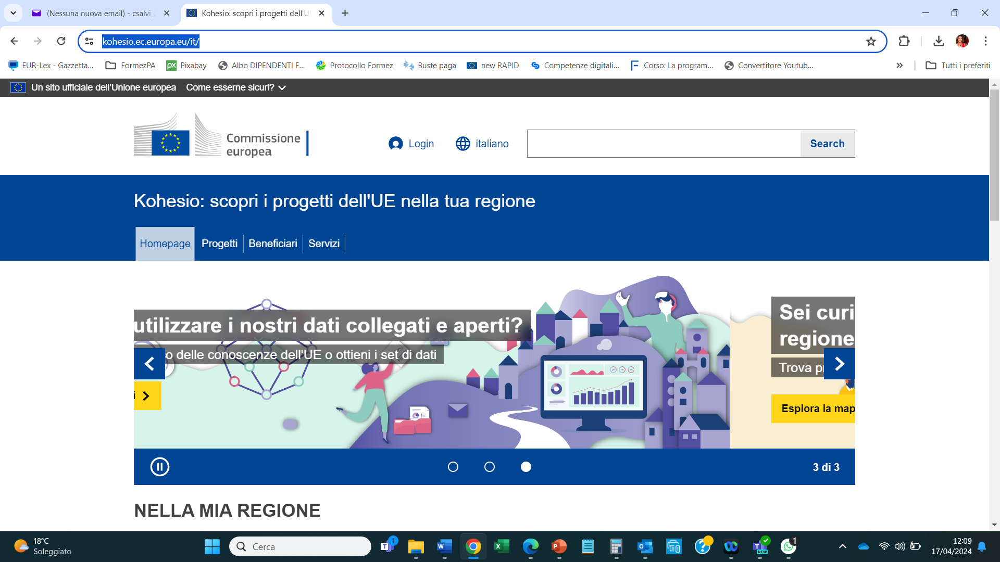 (Nessuna nuova email) - csalvi_
Kohesio: scopri i progetti dell'U
kohesio.ec.europa.eu/it/
EUR-Lex - Gazzetta...
FormezPA
px Pixabay
Albo DIPENDENTI F...
Protocollo Formez
Buste paga
new RAPID
Competenze digitali...
Corso: La program...
Convertitore Youtub...
Tutti i preferiti
Un sito ufficiale dell'Unione europea
Come esserne sicuri?
Commissione
europea
Login
italiano
Search
Kohesio: scopri i progetti dell'UE nella tua regione
Homepage
Progetti
Beneficiari
Servizi
utilizzare i nostri dati collegati e aperti?
o delle conoscenze dell'UE o ottieni i set di dati
i
Sei curi
regione
Trova p
Esplora la map
3 di 3
NELLA MIA REGIONE
18°C
Soleggiato
Cerca
1
NEW
1
12:09
17/04/2024